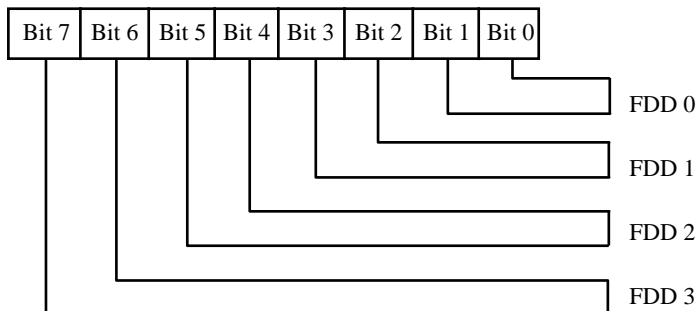 Bit 7 Bit 6 Bit 5 Bit 4 Bit 3 Bit 2 Bit 1 Bit 0
FDD 0
FDD 1
FDD 2
FDD 3